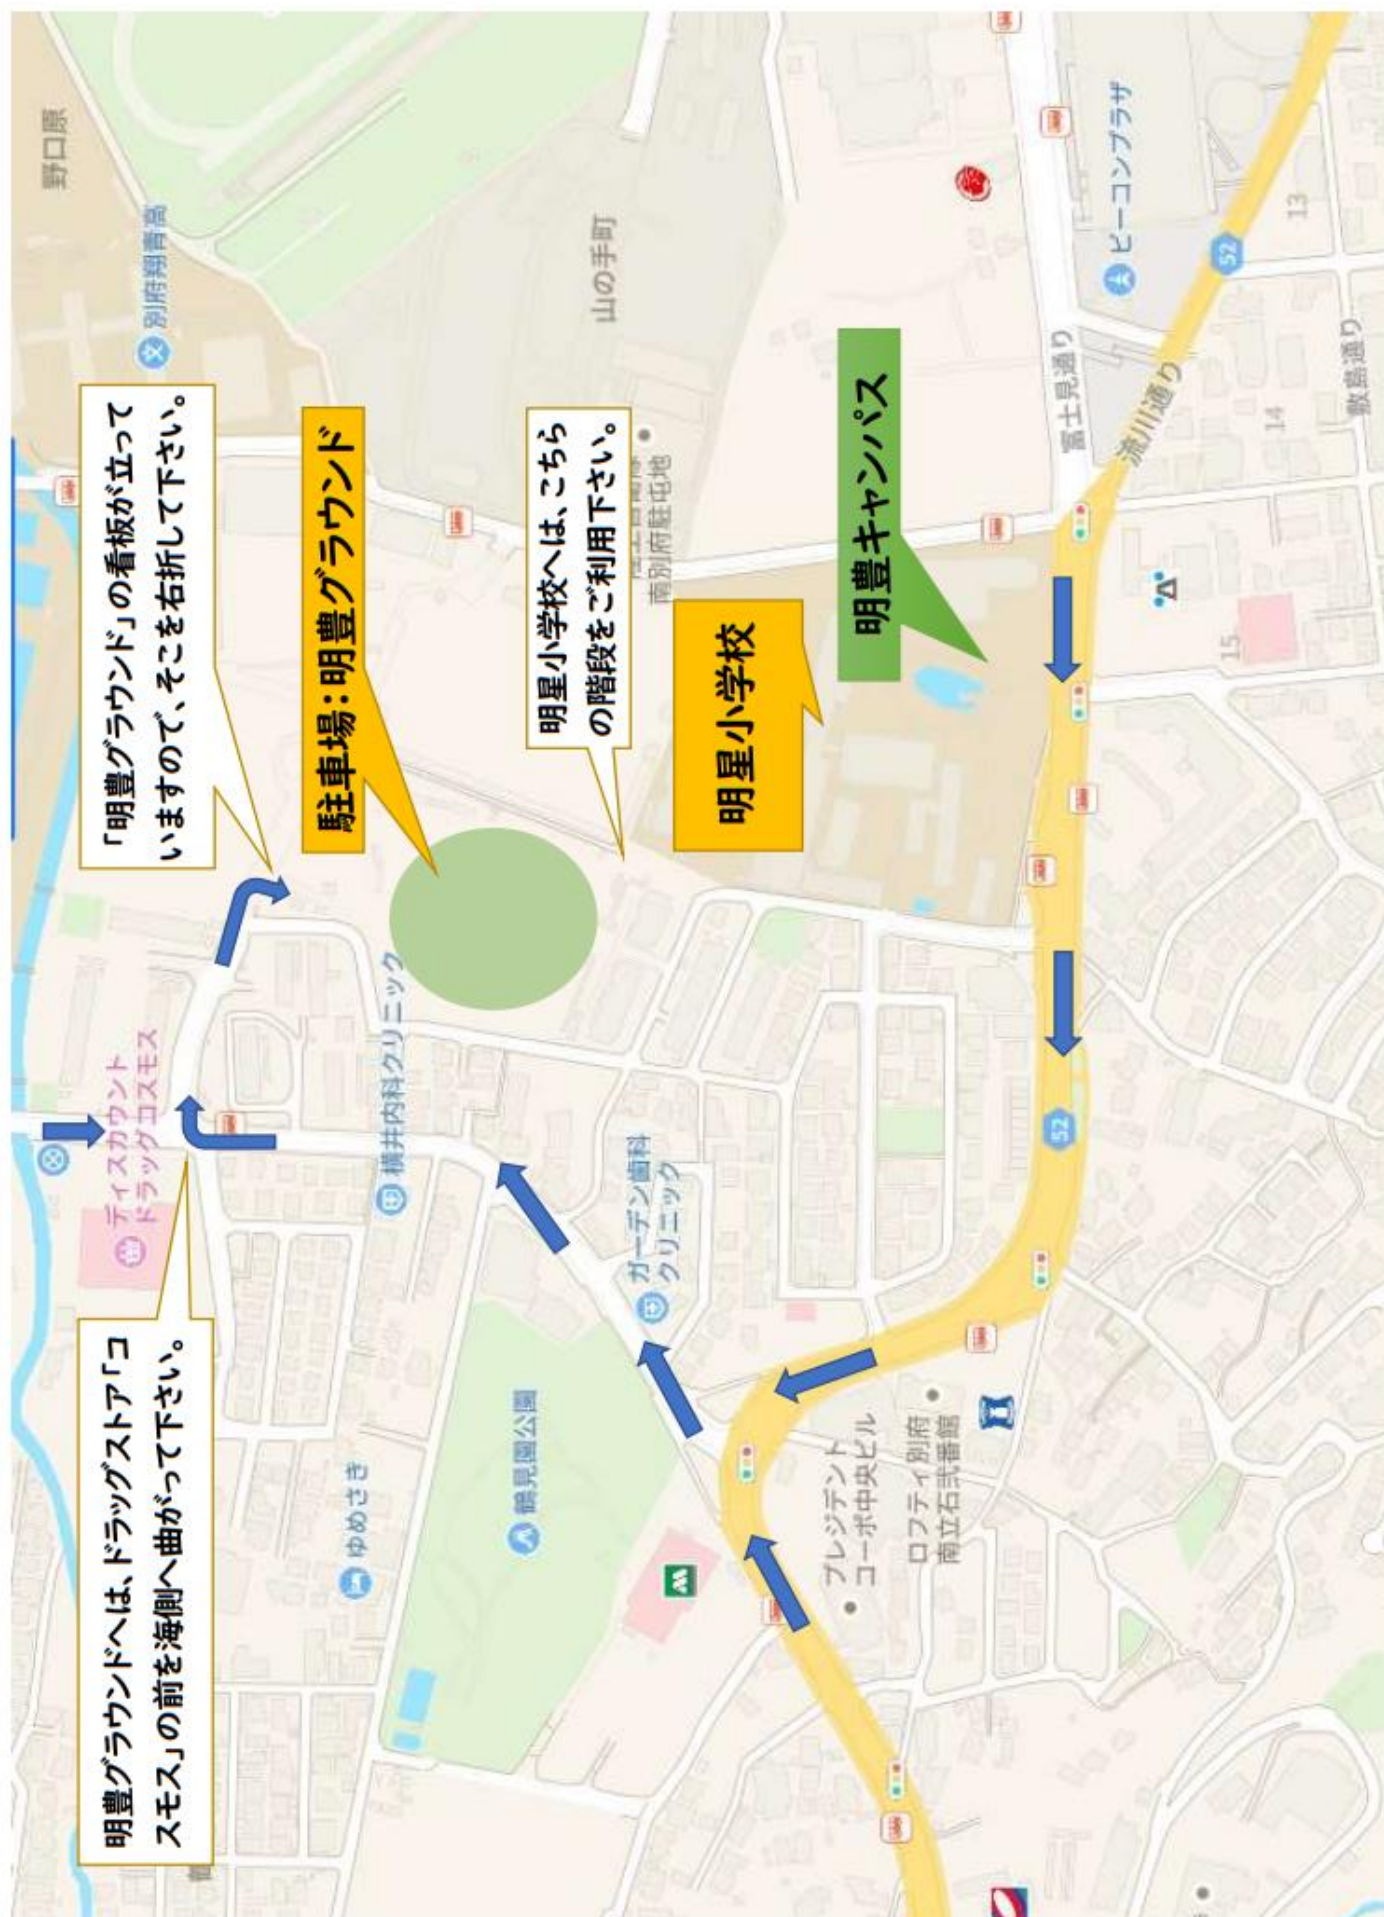 明豊グラウンドへは、ドラッグストア「コ
スモス」の前を海側へ曲がって下さい。
「明豊グラウンド」の看板が立って
いますので、そこを右折して下さい。
駐車場：明豊グラウンド
明星小学校へは、こちら
の階段をご利用下さい。
明星小学校
明豊キャンパス
ディスカウント
ドラッグコスモス
野口原
別府翔青高
山の手町
南別府駐屯地
横井内科クリニック
ゆめさき
鶴見園公園
ガーデン歯科
クリニック
プレジデント
コーポ中央ビル
ロフティ別府
南立石弐番館
ビーコンプラザ
富士見通り
流川通り
敷島通り
52
52
13
14
15